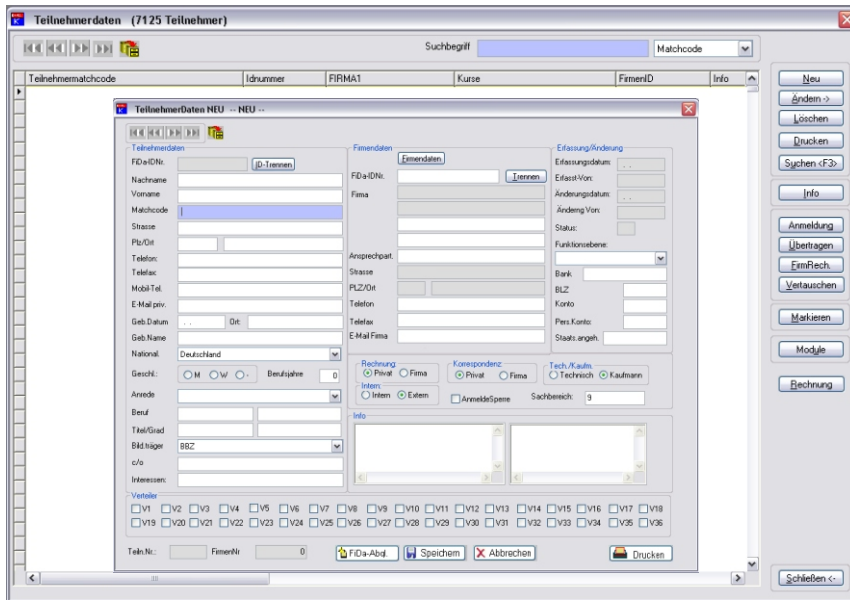 Teilnehmerdaten (7125 Teilnehmer)
Suchbegriff Matchcode
Teilnehmermatchcode Idnummer FIRMA1 Kurse FirmenID Info
Neu
Ändern ->
Löschen
Drucken
Suchen <F3>
Info
Anmeldung
Übertragen
FirmRech.
Vertauschen
Markieren
Module
Rechnung
Schließen <-
TeilnehmerDaten NEU -- NEU --
Teilnehmerdaten
FiDa-IDNr. ID-Trennen
Nachname
Vorname
Matchcode
Strasse
Plz/Ort
Telefon:
Telefax:
Mobil-Tel.
E-Mail priv.
Geb.Datum . . Ort:
Geb.Name
National. Deutschland
Geschl.: M W - Berufsjahre 0
Anrede
Beruf
Titel/Grad
Bild.träger BBZ
c/o
Interessen:
Firmendaten
Firmendaten
FiDa-IDNr. Trennen
Firma
Ansprechpart.
Strasse
PLZ/Ort
Telefon
Telefax
E-Mail Firma
Erfassung/Änderung
Erfassungsdatum: . .
Erfasst-Von:
Änderungsdatum: . .
Änderng.Von:
Status:
Funktionsebene:
Bank
BLZ
Konto
Pers.Konto:
Staats.angeh.
Rechnung
Privat Firma
Korrespondenz
Privat Firma
Tech./Kaufm.
Technisch Kaufmann
Intern:
Intern Extern
AnmeldeSperre Sachbereich: 9
Info
Verteiler
V1 V2 V3 V4 V5 V6 V7 V8 V9 V10 V11 V12 V13 V14 V15 V16 V17 V18
V19 V20 V21 V22 V23 V24 V25 V26 V27 V28 V29 V30 V31 V32 V33 V34 V35 V36
Teiln.Nr.: FirmenNr 0 FiDa-Abgl. Speichern Abbrechen Drucken